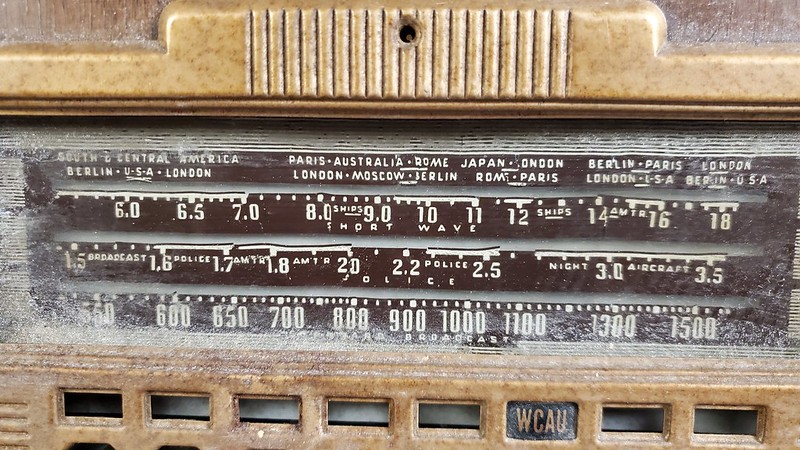 SOUTH & CENTRAL AMERICA PARIS·AUSTRALIA·ROME JAPAN·LONDON BERLIN·PARIS LONDON
BERLIN·U·S·A·LONDON LONDON·MOSCOW·BERLIN ROME·PARIS LONDON·U·S·A BERLIN·U·S·A
6.0 6.5 7.0 8.0 SHIPS 9.0 10 11 12 SHIPS 14 AMTR 16 18
SHORT WAVE
1.5 BROADCAST 1.6 POLICE 1.7 AMTR 1.8 AMT'R 2.0 2.2 POLICE 2.5 NIGHT 3.0 AIRCRAFT 3.5
POLICE
550 600 650 700 800 900 1000 1100 1300 1500
BROADCAST
WCAU